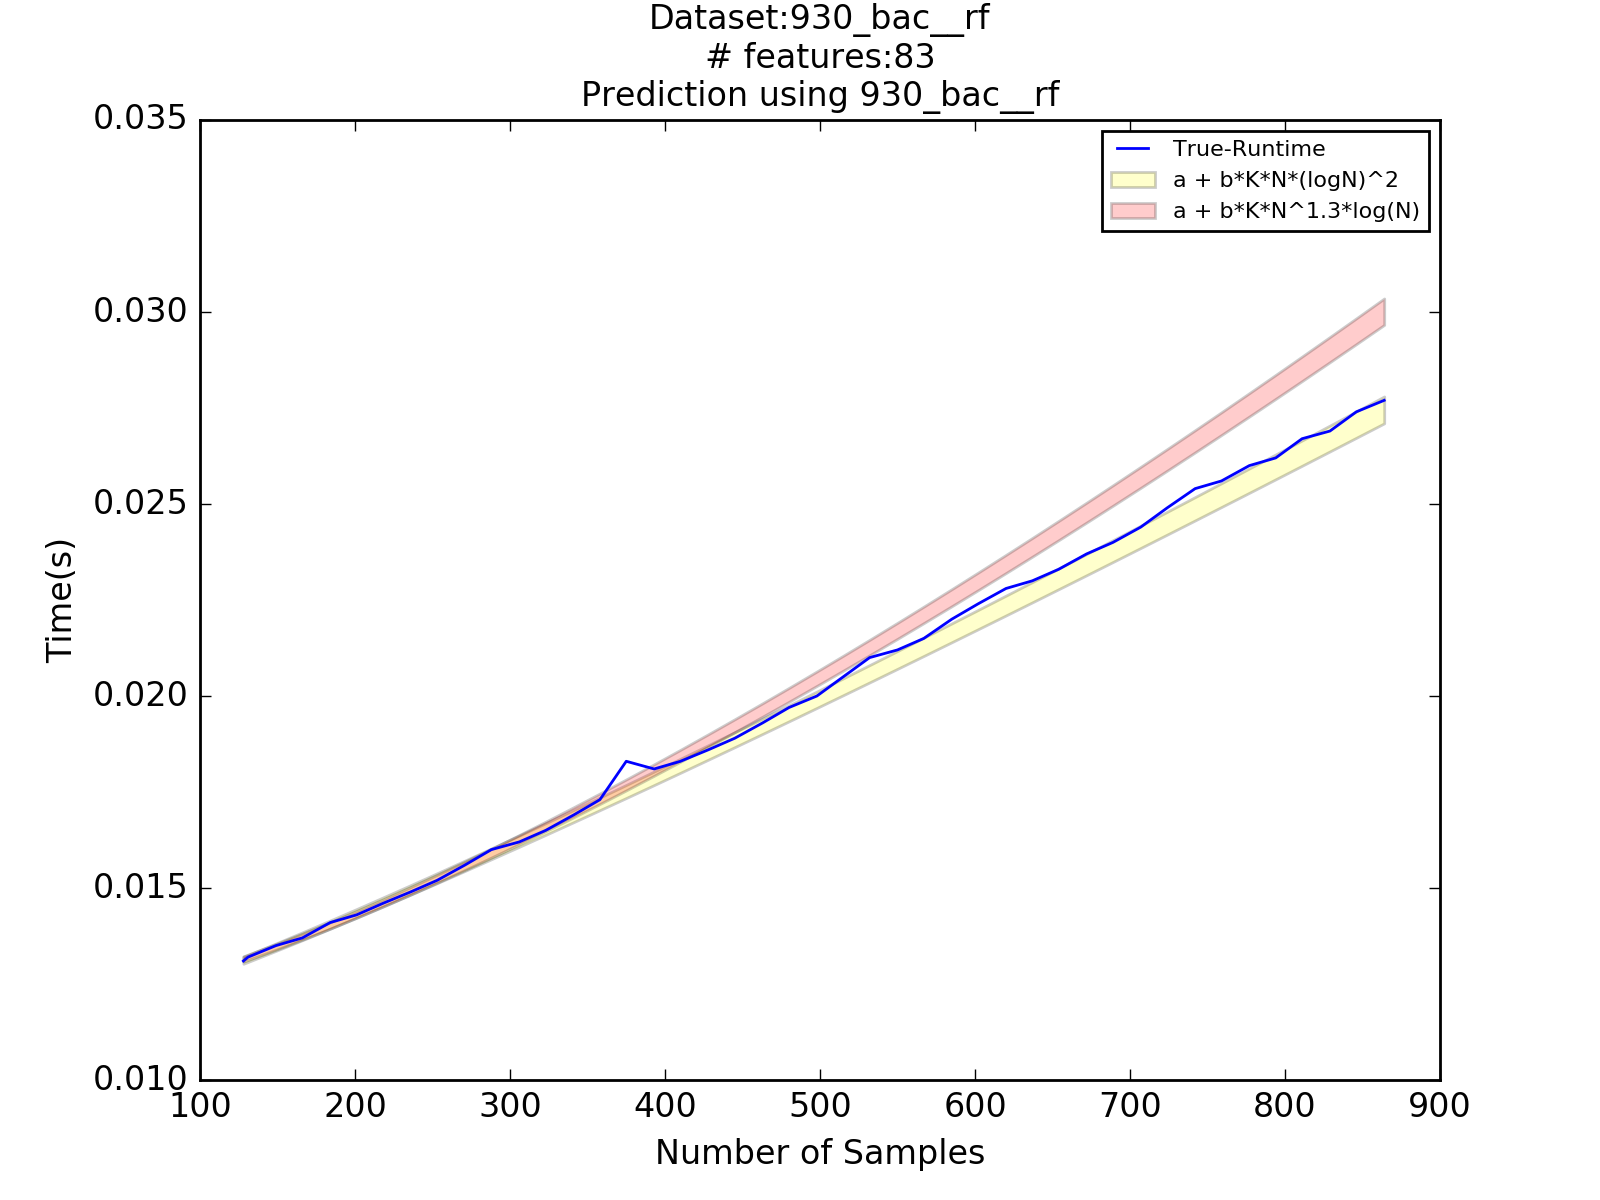 Dataset:930_bac__rf
# features:83
Prediction using 930_bac__rf
True-Runtime
a + b*K*N*(logN)^2
a + b*K*N^1.3*log(N)
0.035
0.030
0.025
0.020
0.015
0.010
Time(s)
100 200 300 400 500 600 700 800 900
Number of Samples